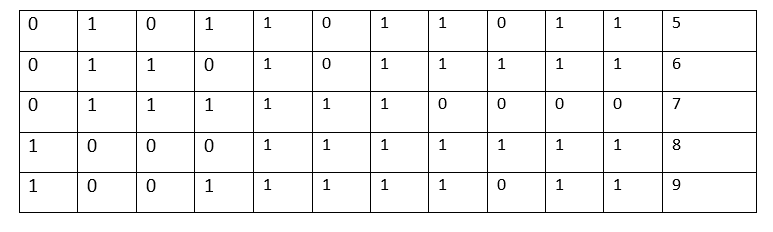 0 1 0 1 1 0 1 1 0 1 1 5
0 1 1 0 1 0 1 1 1 1 1 6
0 1 1 1 1 1 1 0 0 0 0 7
1 0 0 0 1 1 1 1 1 1 1 8
1 0 0 1 1 1 1 1 0 1 1 9